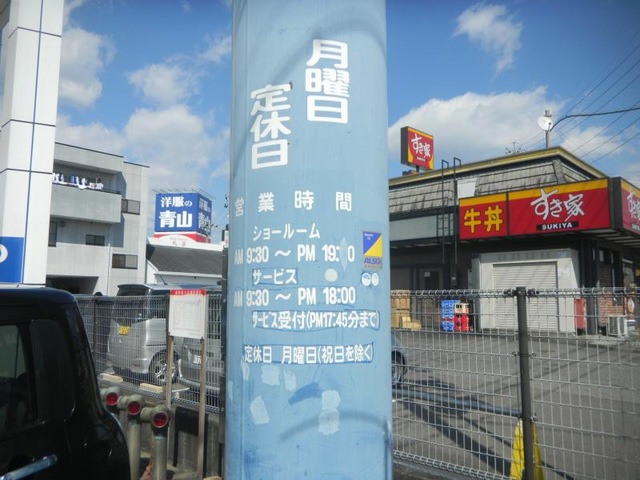 月曜日
定休日
営業時間
ショールーム
AM 9:30 〜 PM 19:0
サービス
AM 9:30 〜 PM 18:00
サービス受付(PM17:45分まで)
定休日 月曜日(祝日を除く)
ALSOK
洋服の
青山
すき家
牛丼 すき家
SUKIYA